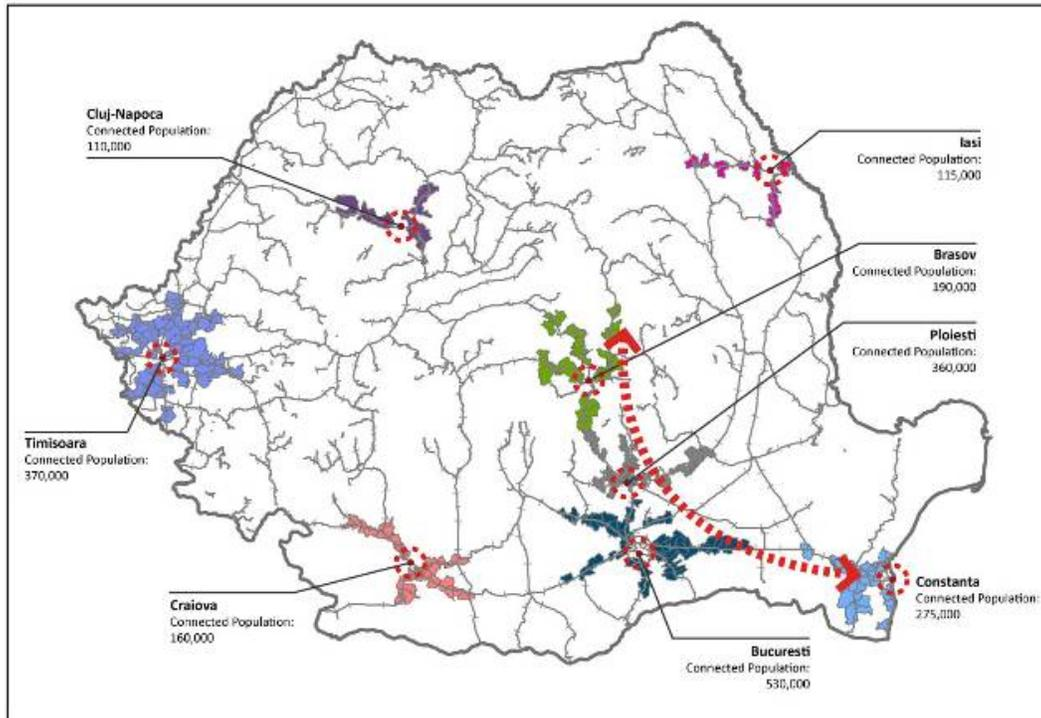 Cluj-Napoca
Connected Population:
110,000
Iasi
Connected Population:
115,000
Brasov
Connected Population:
190,000
Ploiesti
Connected Population:
360,000
Timisoara
Connected Population:
370,000
Craiova
Connected Population:
160,000
Bucuresti
Connected Population:
530,000
Constanta
Connected Population:
275,000